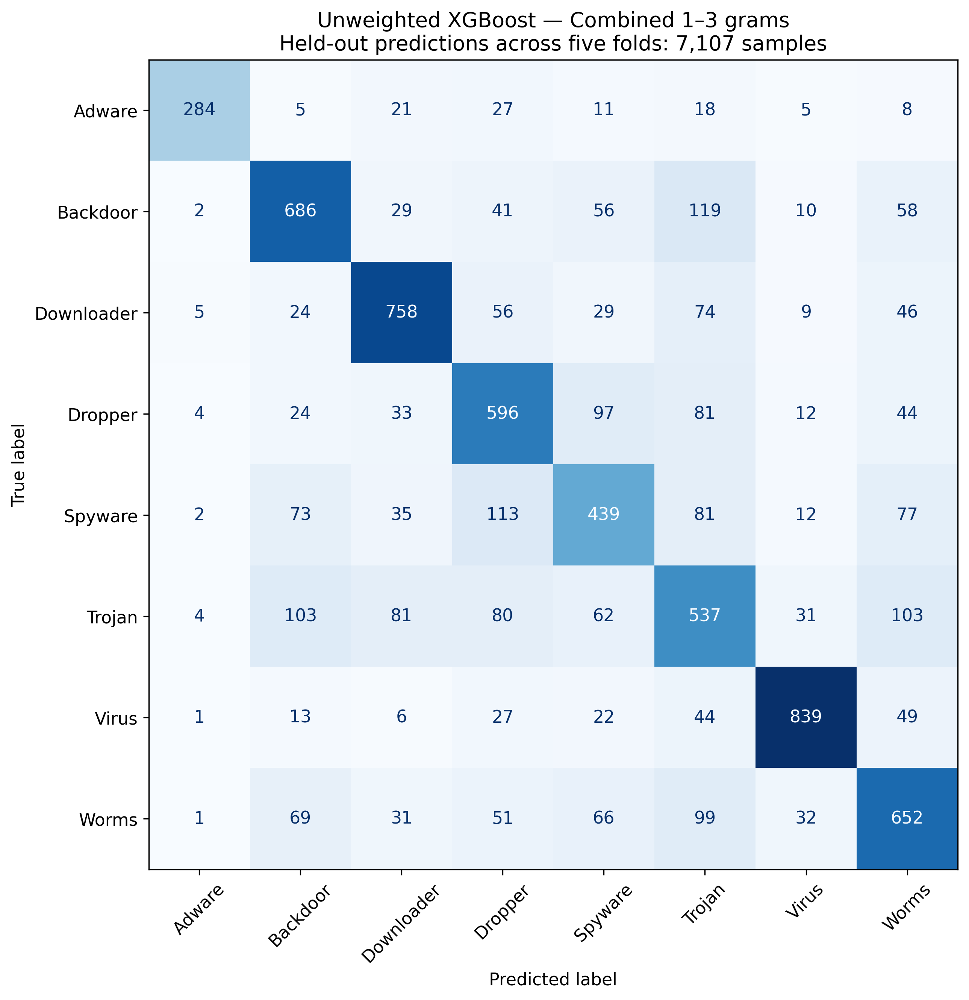 Unweighted XGBoost — Combined 1–3 grams
Held-out predictions across five folds: 7,107 samples
True label
Adware 284 5 21 27 11 18 5 8
Backdoor 2 686 29 41 56 119 10 58
Downloader 5 24 758 56 29 74 9 46
Dropper 4 24 33 596 97 81 12 44
Spyware 2 73 35 113 439 81 12 77
Trojan 4 103 81 80 62 537 31 103
Virus 1 13 6 27 22 44 839 49
Worms 1 69 31 51 66 99 32 652
Adware Backdoor Downloader Dropper Spyware Trojan Virus Worms
Predicted label